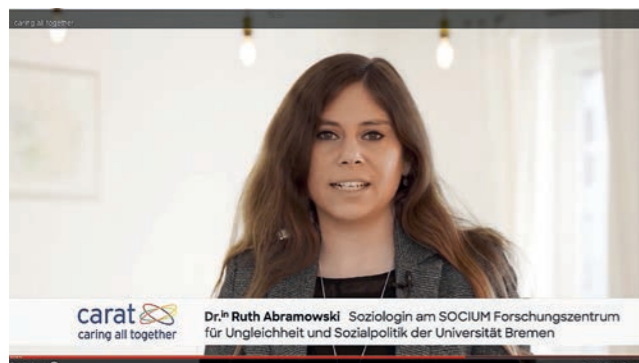 caring all together
carat
caring all together
Dr.ⁱⁿ Ruth Abramowski Soziologin am SOCIUM Forschungszentrum
für Ungleichheit und Sozialpolitik der Universität Bremen